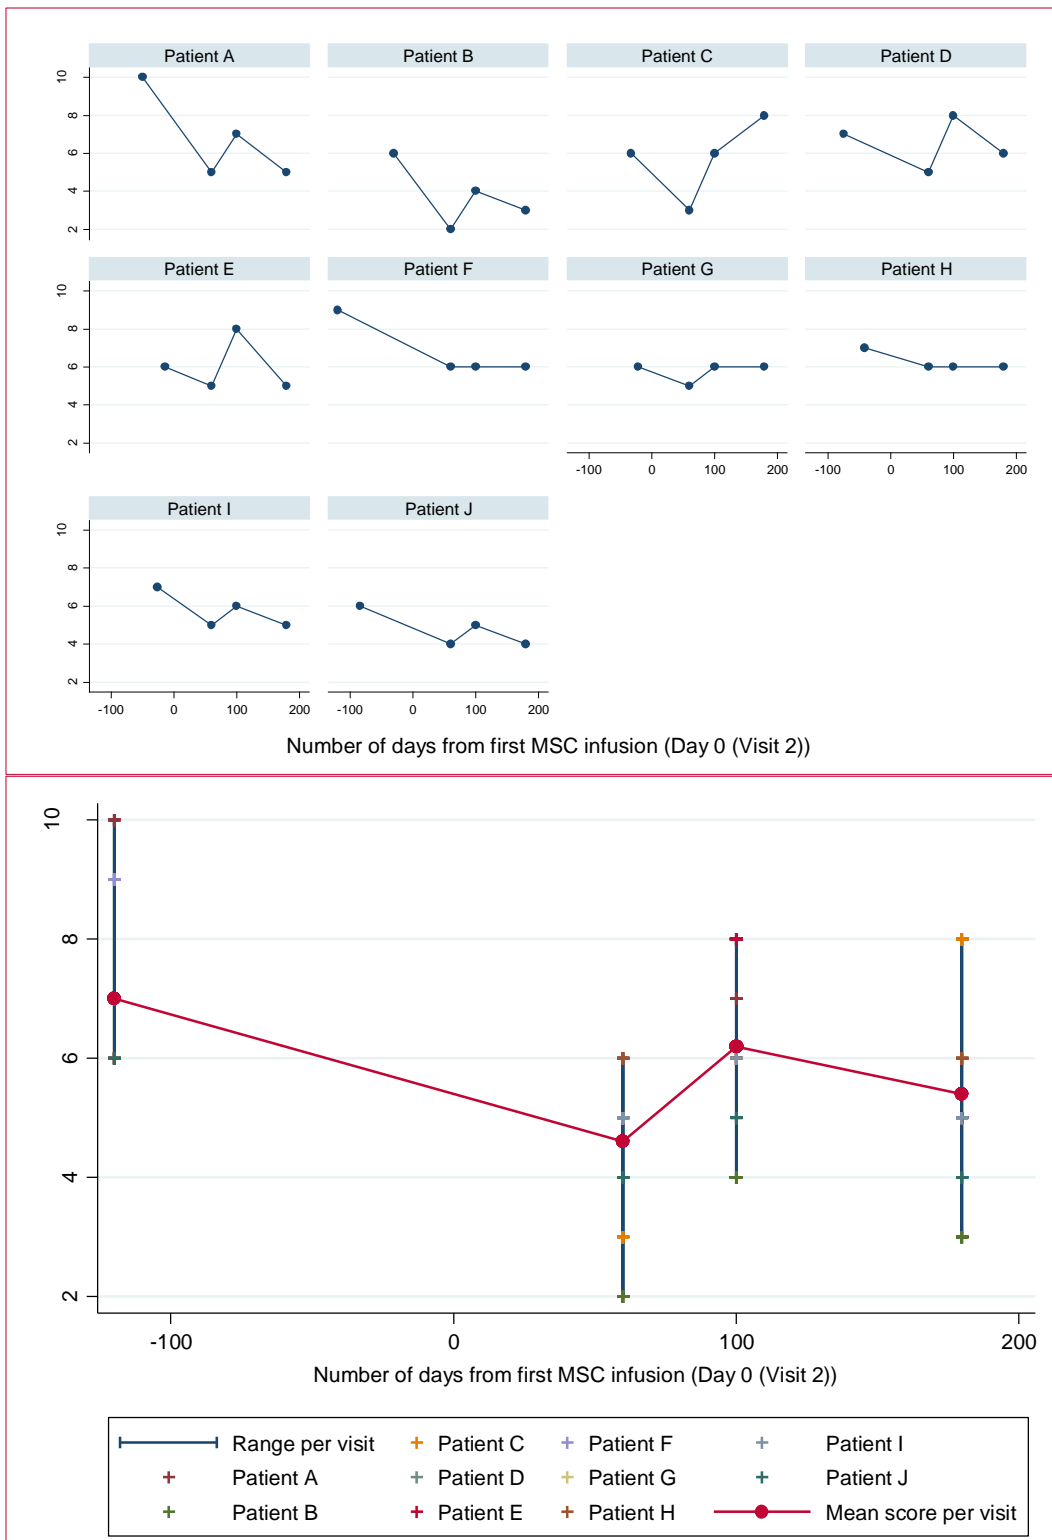 Patient A Patient B Patient C Patient D
10
8
6
4
2
Patient E Patient F Patient G Patient H
10
8
6
4
2
-100 0 100 200 -100 0 100 200
Patient I Patient J
10
8
6
4
2
-100 0 100 200 -100 0 100 200
Number of days from first MSC infusion (Day 0 (Visit 2))
10
8
6
4
2
-100 0 100 200
Number of days from first MSC infusion (Day 0 (Visit 2))
Range per visit Patient C Patient F Patient I
Patient A Patient D Patient G Patient J
Patient B Patient E Patient H Mean score per visit